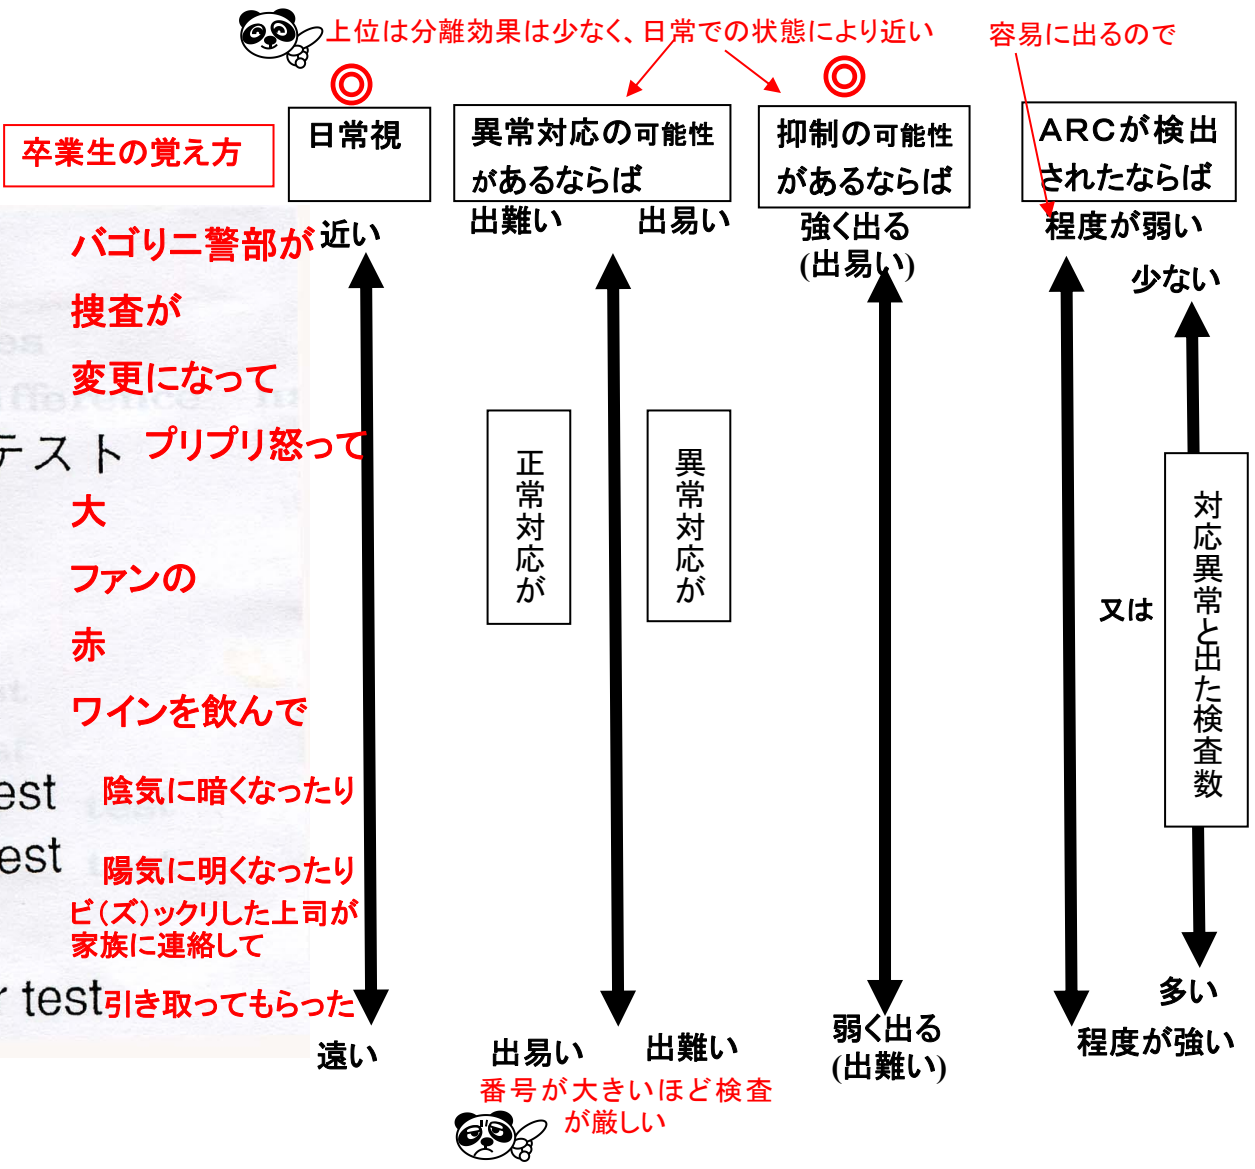 上位は分離効果は少なく、日常での状態により近い
容易に出るので
卒業生の覚え方
日常視
異常対応の可能性
があるならば
抑制の可能性
があるならば
ARCが検出
されたならば
近い
出難い
出易い
強く出る
(出易い)
程度が弱い
少ない
バゴリニ警部が
捜査が
変更になって
テスト
プリプリ怒って
大
ファンの
赤
ワインを飲んで
est
陰気に暗くなったり
est
陽気に明くなったり
ビ(ズ)ックリした上司が
家族に連絡して
r test
引き取ってもらった
正常対応が
異常対応が
又は
対応異常と出た検査数
遠い
出易い
出難い
弱く出る
(出難い)
多い
程度が強い
番号が大きいほど検査
が厳しい